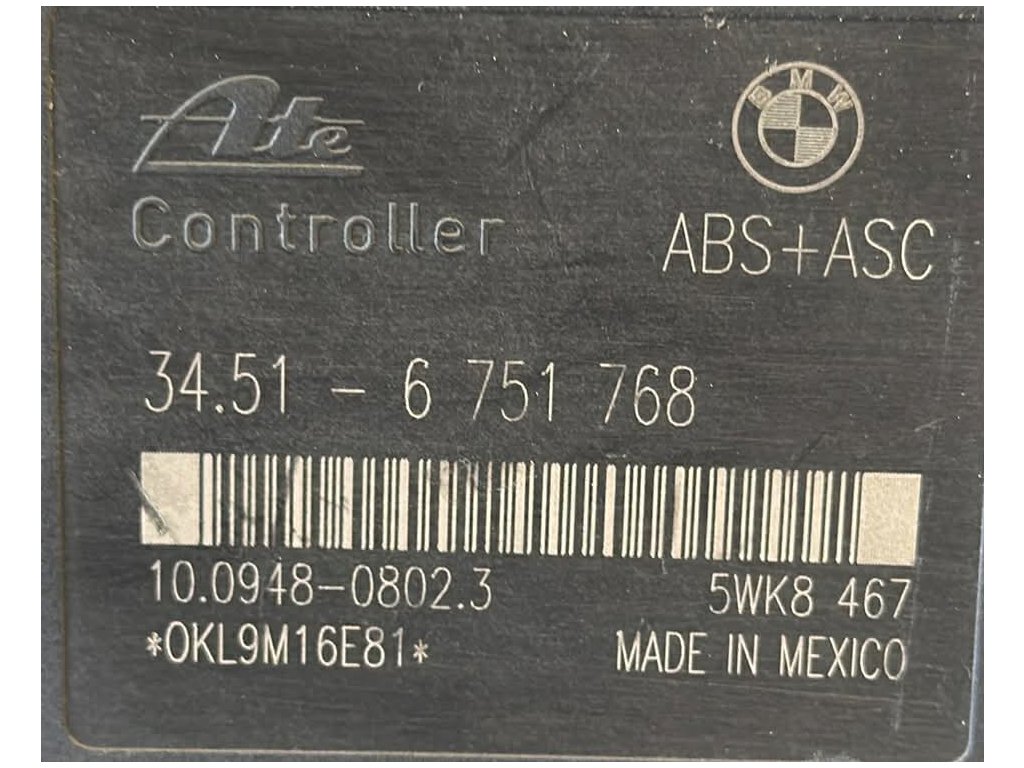 Ate
BMW
Controller
ABS+ASC
34.51 - 6 751 768
10.0948-0802.3
5WK8 467
*0KL9M16E81*
MADE IN MEXICO